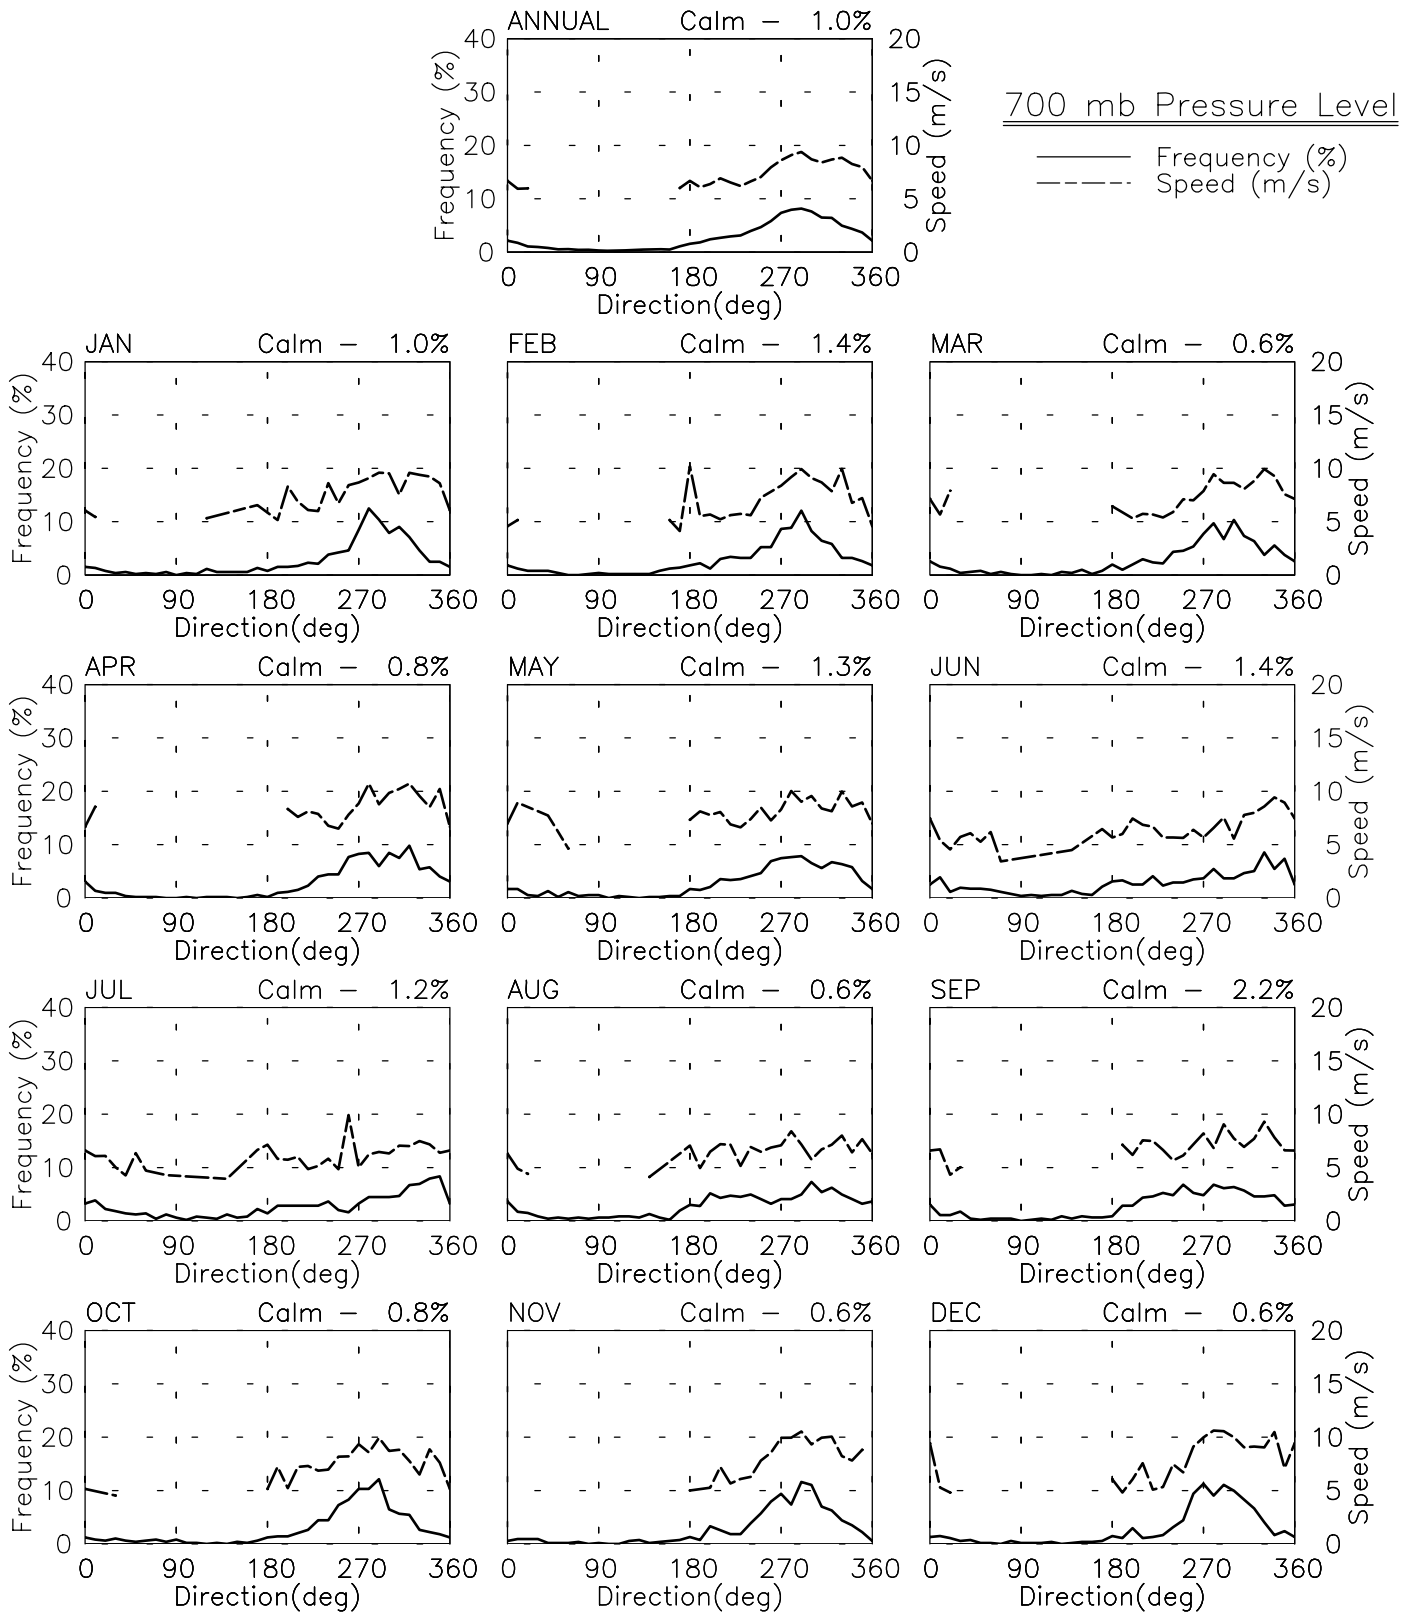 ANNUAL Calm – 1.0%
40 30 20 10 0
Frequency (%)
20 15 10 5 0
Speed (m/s)
0 90 180 270 360
Direction(deg)
700 mb Pressure Level
Frequency (%)
Speed (m/s)
JAN Calm – 1.0%
FEB Calm – 1.4%
MAR Calm – 0.6%
40 30 20 10 0
Frequency (%)
20 15 10 5 0
Speed (m/s)
0 90 180 270 360 0 90 180 270 360 0 90 180 270 360
Direction(deg) Direction(deg) Direction(deg)
APR Calm – 0.8%
MAY Calm – 1.3%
JUN Calm – 1.4%
40 30 20 10 0
Frequency (%)
20 15 10 5 0
Speed (m/s)
0 90 180 270 360 0 90 180 270 360 0 90 180 270 360
Direction(deg) Direction(deg) Direction(deg)
JUL Calm – 1.2%
AUG Calm – 0.6%
SEP Calm – 2.2%
40 30 20 10 0
Frequency (%)
20 15 10 5 0
Speed (m/s)
0 90 180 270 360 0 90 180 270 360 0 90 180 270 360
Direction(deg) Direction(deg) Direction(deg)
OCT Calm – 0.8%
NOV Calm – 0.6%
DEC Calm – 0.6%
40 30 20 10 0
Frequency (%)
20 15 10 5 0
Speed (m/s)
0 90 180 270 360 0 90 180 270 360 0 90 180 270 360
Direction(deg) Direction(deg) Direction(deg)